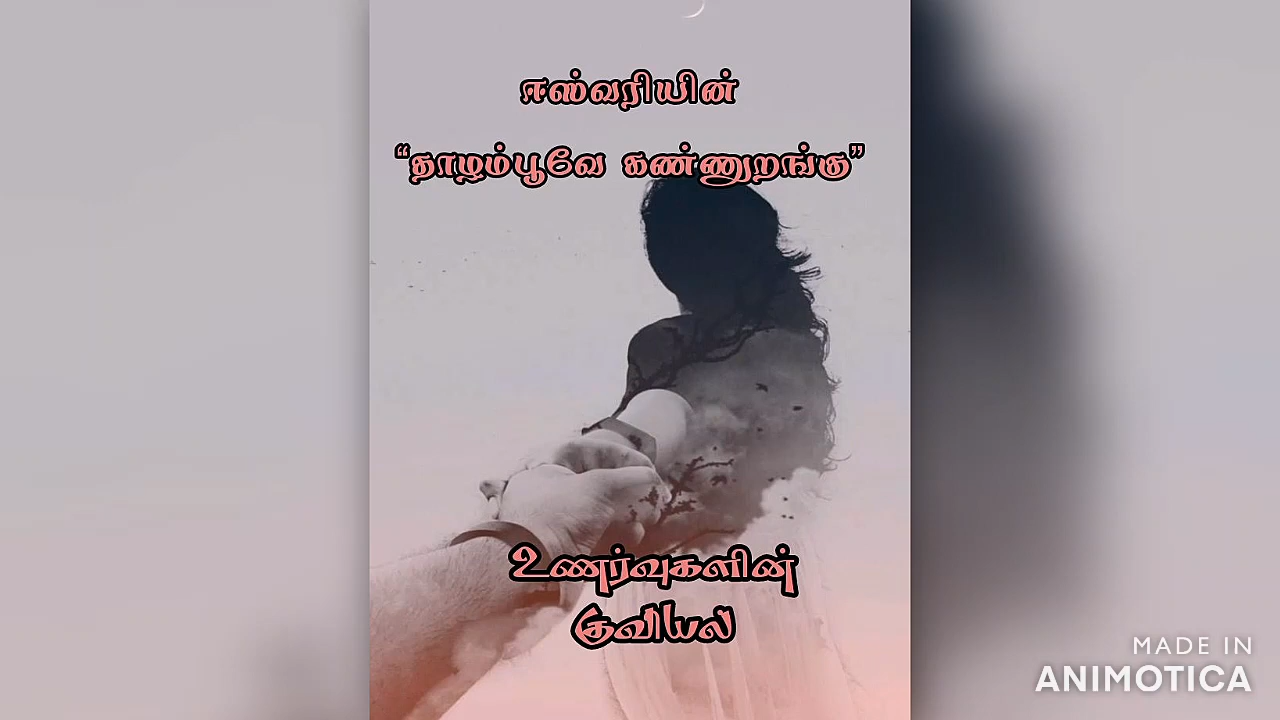 ஈஸ்வரியின்
“தாழம்பூவே கண்ணுறங்கு”
உணர்வுகளின்
குவியல்
MADE IN
ANIMOTICA